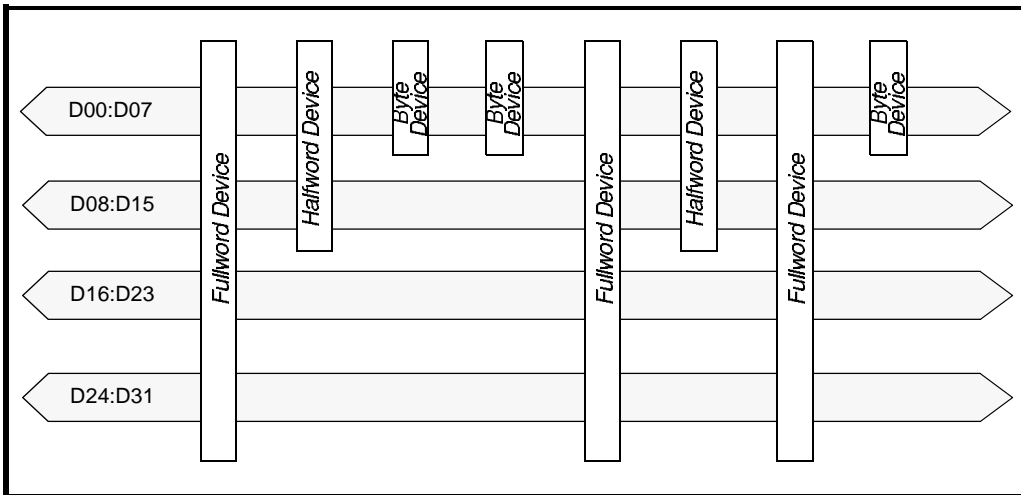 D00:D07
D08:D15
D16:D23
D24:D31
Fullword Device
Halfword Device
Byte
Device
Byte
Device
Fullword Device
Halfword Device
Fullword Device
Byte
Device